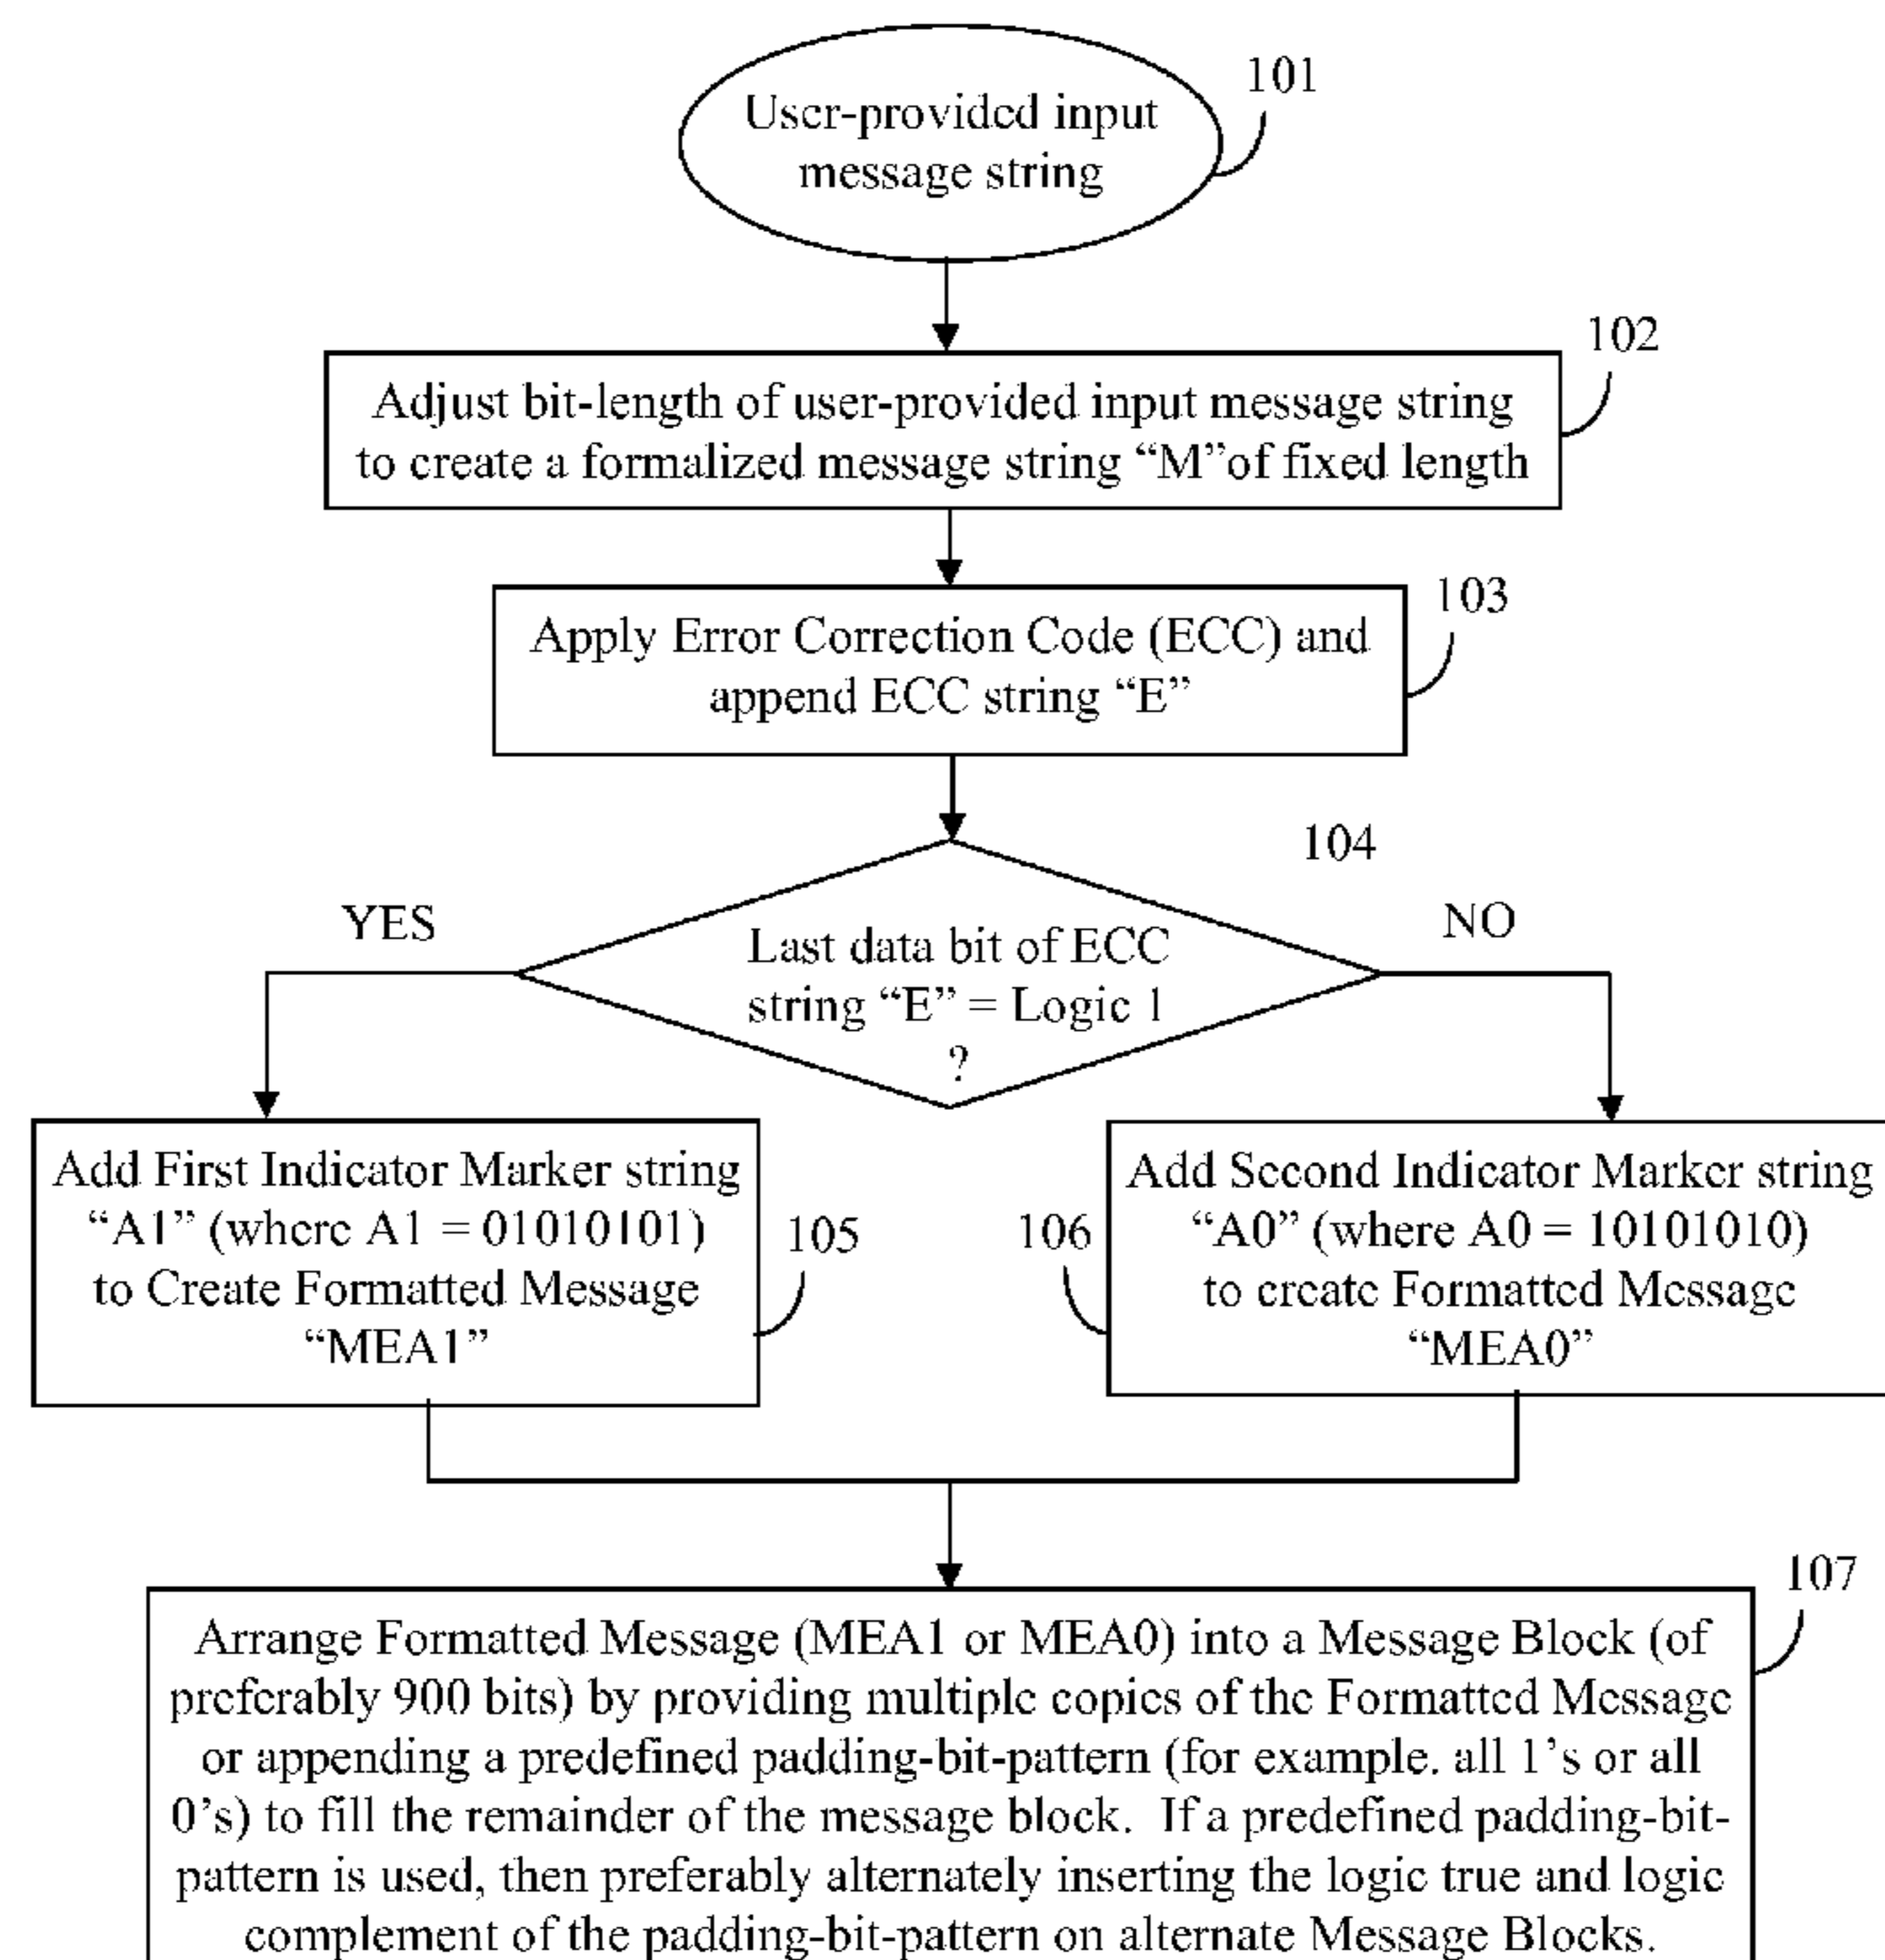 User-provided input
message string
101
102
Adjust bit-length of user-provided input message string
to create a formalized message string “M”of fixed length
103
Apply Error Correction Code (ECC) and
append ECC string “E”
104
YES
NO
Last data bit of ECC
string “E” = Logic 1
?
Add First Indicator Marker string
“A1” (where A1 = 01010101)
to Create Formatted Message
“MEA1”
105
106
Add Second Indicator Marker string
“A0” (where A0 = 10101010)
to create Formatted Message
“MEA0”
107
Arrange Formatted Message (MEA1 or MEA0) into a Message Block (of
preferably 900 bits) by providing multiple copies of the Formatted Message
or appending a predefined padding-bit-pattern (for example. all 1’s or all
0’s) to fill the remainder of the message block. If a predefined padding-bit-
pattern is used, then preferably alternately inserting the logic true and logic
complement of the padding-bit-pattern on alternate Message Blocks.